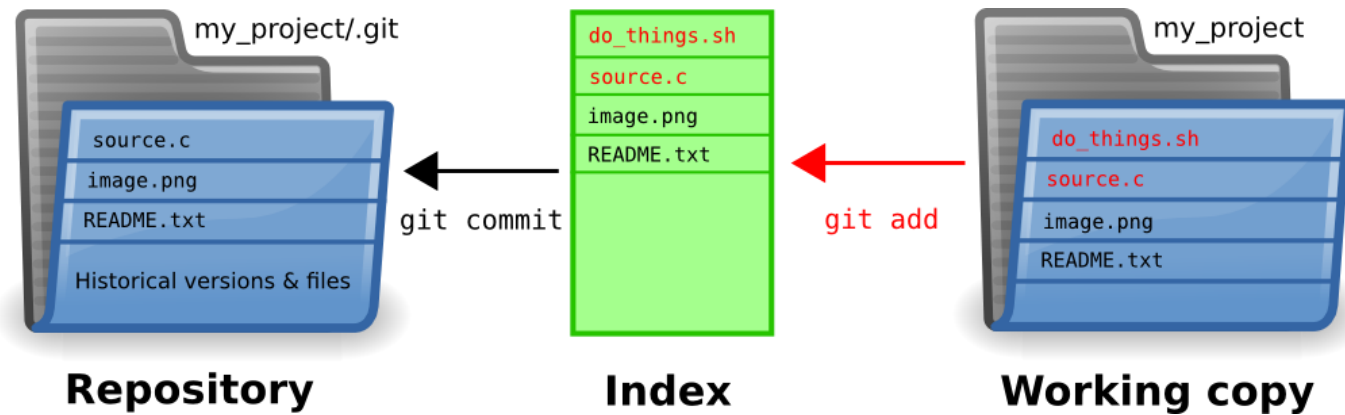 my_project/.git
source.c
image.png
README.txt
Historical versions & files
Repository
git commit
do_things.sh
source.c
image.png
README.txt
Index
git add
my_project
do_things.sh
source.c
image.png
README.txt
Working copy